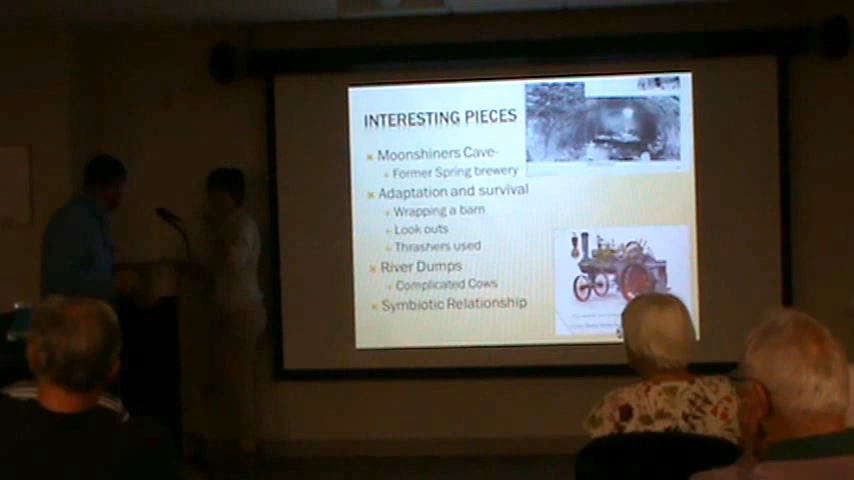 INTERESTING PIECES
Moonshiners Cave-
Former Spring brewery
Adaptation and survival
Wrapping a barn
Look outs
Thrashers used
River Dumps
Complicated Cows
Symbiotic Relationship